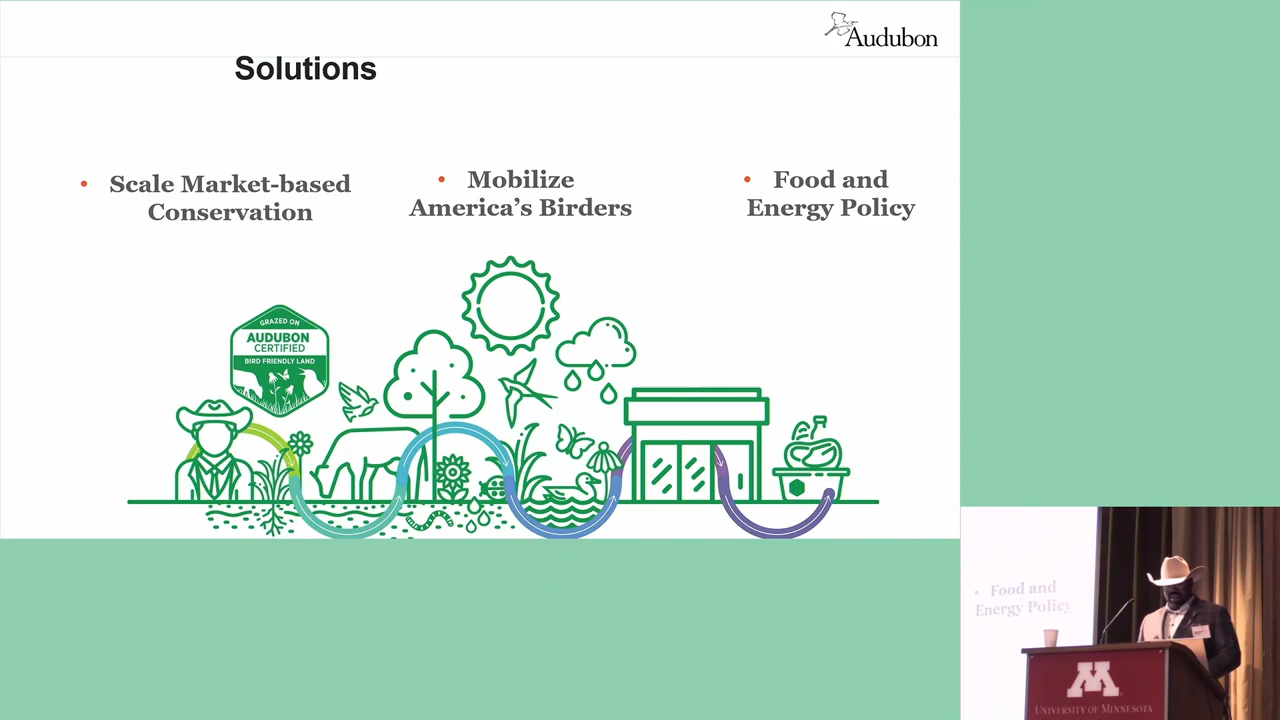 Audubon
Solutions
• Scale Market-based
Conservation
• Mobilize
America's Birders
• Food and
Energy Policy
GRAZED ON
AUDUBON
CERTIFIED
BIRD FRIENDLY LAND
• Food and
Energy Policy
M
UNIVERSITY OF MINNESOTA